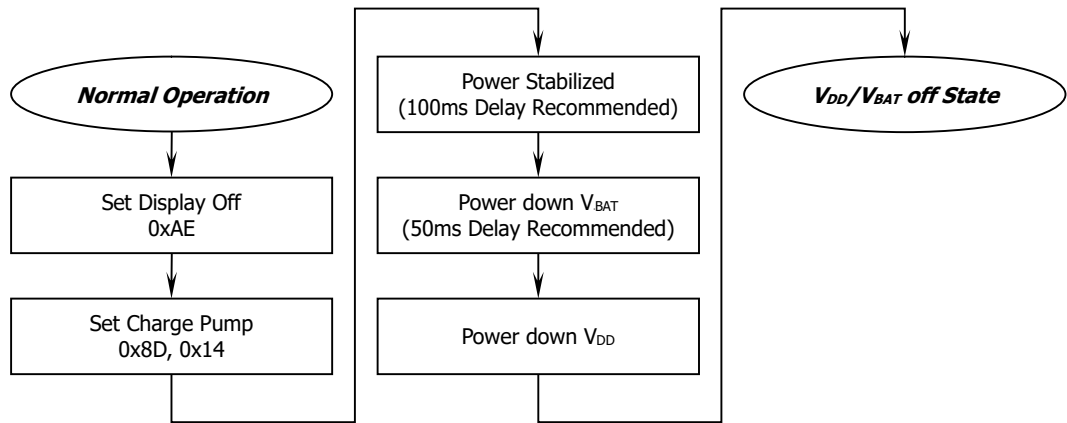 Normal Operation
Set Display Off
0xAE
Set Charge Pump
0x8D, 0x14
Power Stabilized
(100ms Delay Recommended)
Power down VBAT
(50ms Delay Recommended)
Power down VDD
VDD/VBAT off State